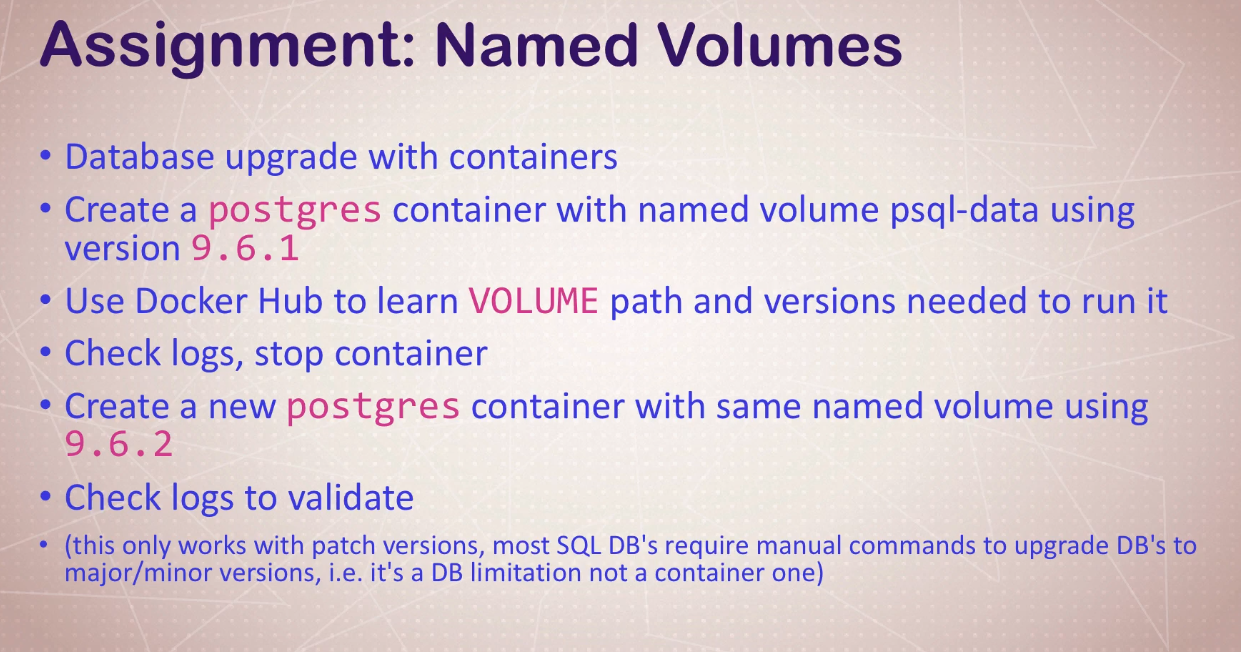 Assignment: Named Volumes
• Database upgrade with containers
• Create a postgres container with named volume psql-data using
version 9.6.1
• Use Docker Hub to learn VOLUME path and versions needed to run it
• Check logs, stop container
• Create a new postgres container with same named volume using
9.6.2
• Check logs to validate
• (this only works with patch versions, most SQL DB's require manual commands to upgrade DB's to
major/minor versions, i.e. it's a DB limitation not a container one)